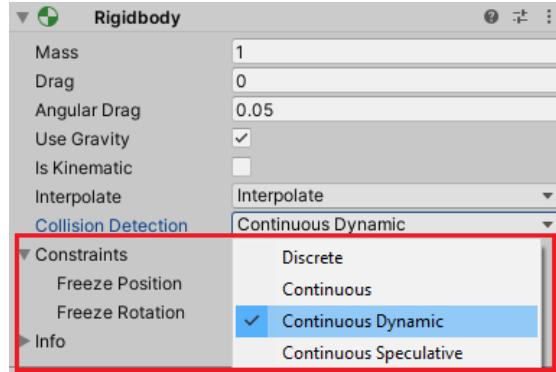 Rigidbody
Mass 1
Drag 0
Angular Drag 0.05
Use Gravity
Is Kinematic
Interpolate Interpolate
Collision Detection Continuous Dynamic
Constraints Discrete
Freeze Position Continuous
Freeze Rotation Continuous Dynamic
Info Continuous Speculative